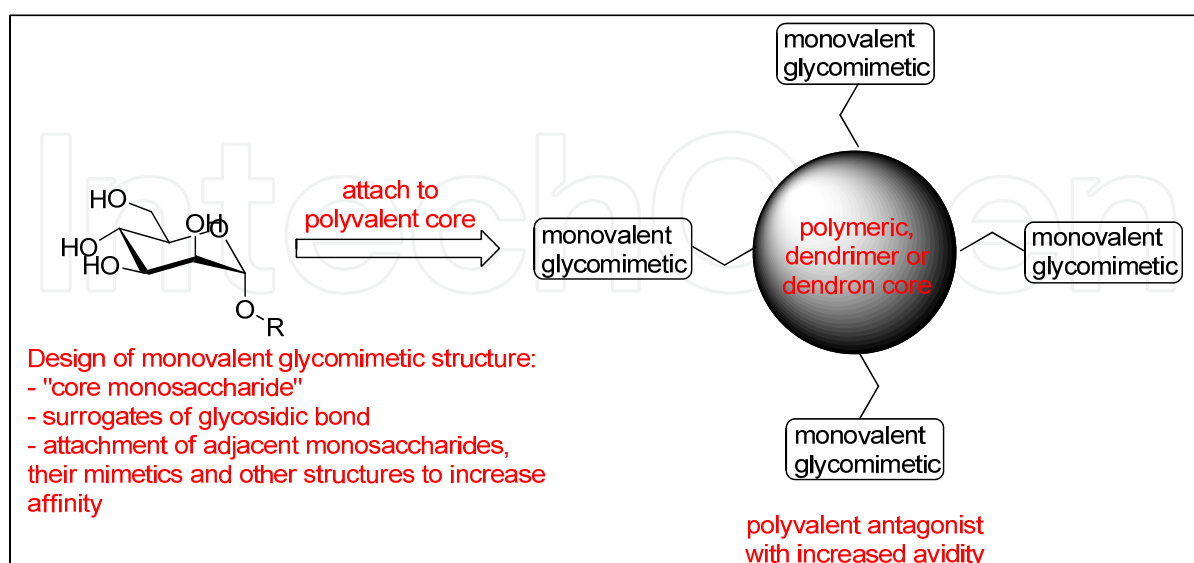 IntechOpen
HO
OH
HO
HO
O
O
R
attach to
polyvalent core
Design of monovalent glycomimetic structure:
- "core monosaccharide"
- surrogates of glycosidic bond
- attachment of adjacent monosaccharides,
their mimetics and other structures to increase
affinity
monovalent
glycomimetic
monovalent
glycomimetic
polymeric,
dendrimer or
dendron core
monovalent
glycomimetic
monovalent
glycomimetic
polyvalent antagonist
with increased avidity